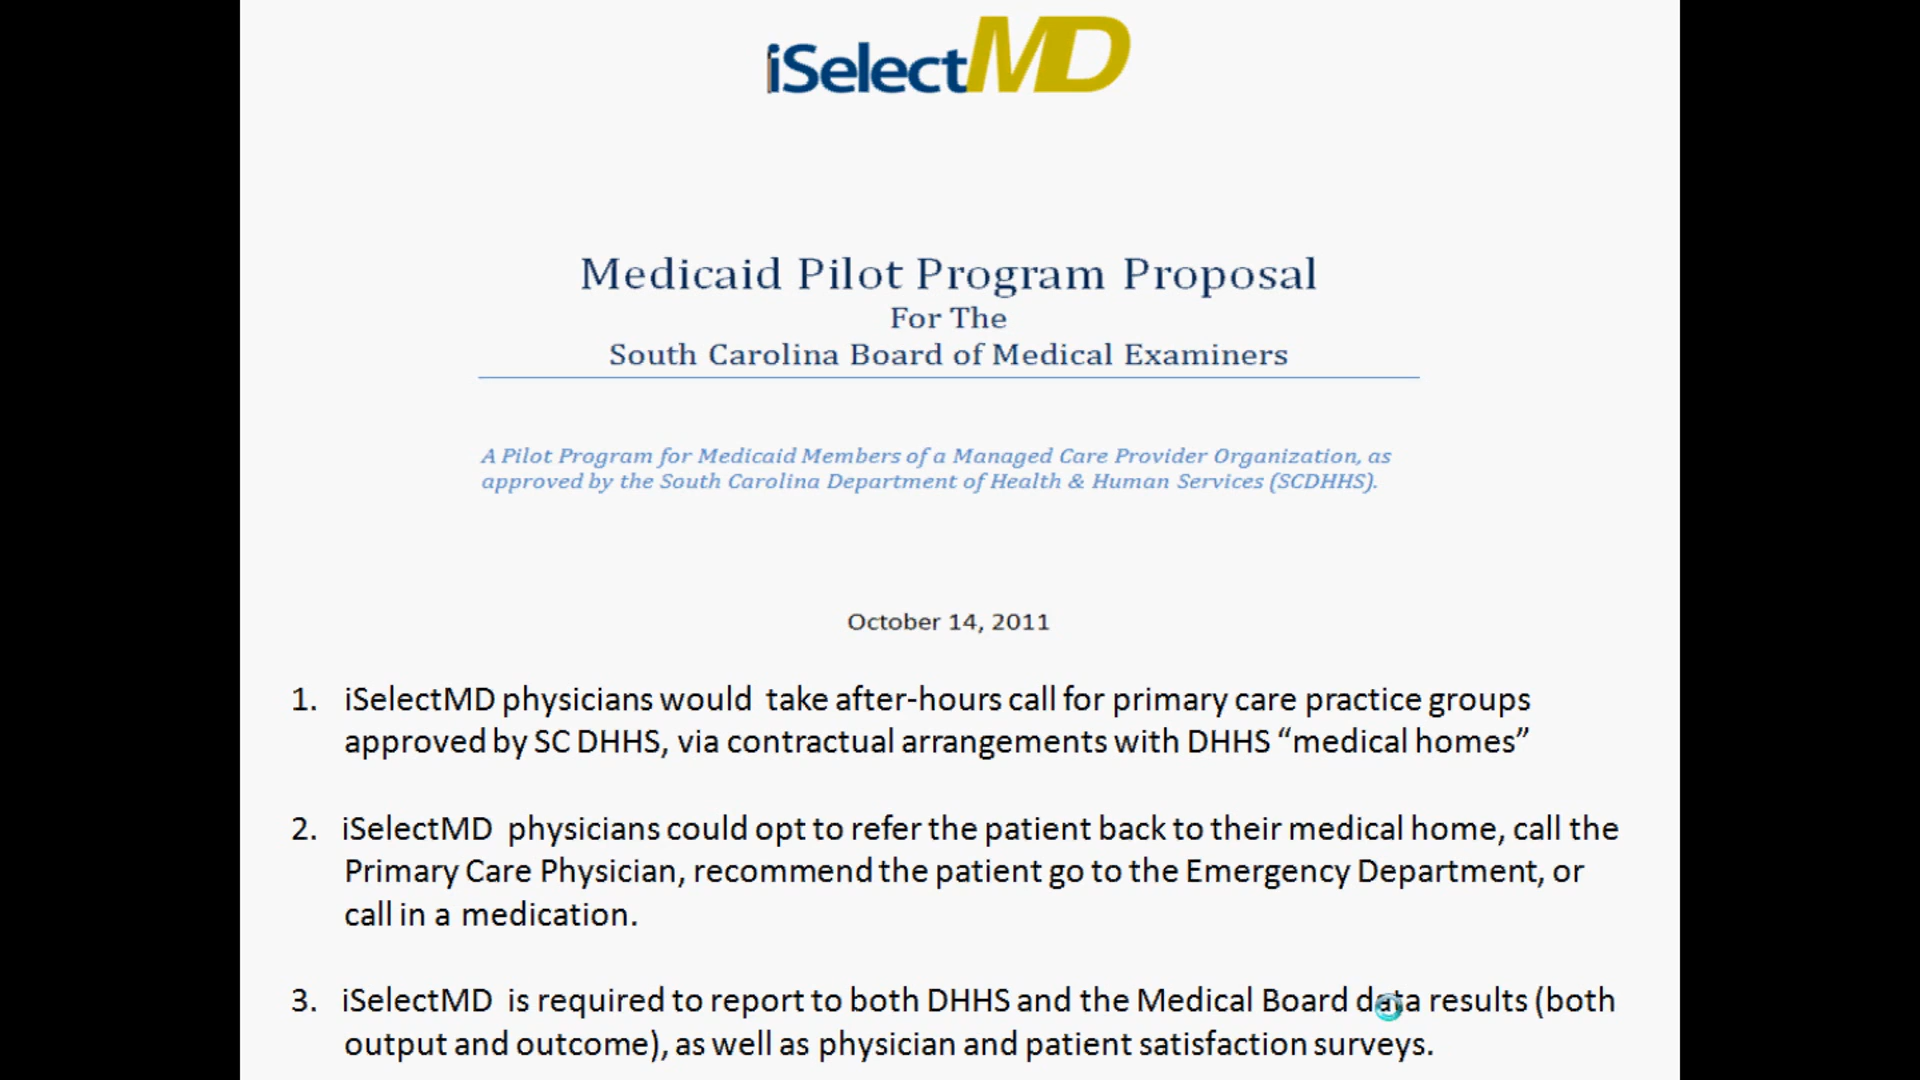 iSelectMD
Medicaid Pilot Program Proposal
For The
South Carolina Board of Medical Examiners
A Pilot Program for Medicaid Members of a Managed Care Provider Organization, as
approved by the South Carolina Department of Health & Human Services (SCDHHS).
October 14, 2011
1. iSelectMD physicians would take after-hours call for primary care practice groups
approved by SC DHHS, via contractual arrangements with DHHS “medical homes”
2. iSelectMD physicians could opt to refer the patient back to their medical home, call the
Primary Care Physician, recommend the patient go to the Emergency Department, or
call in a medication.
3. iSelectMD is required to report to both DHHS and the Medical Board data results (both
output and outcome), as well as physician and patient satisfaction surveys.